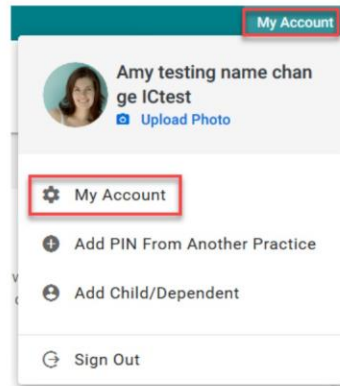 My Account
Amy testing name chan
ge ICtest
Upload Photo
My Account
Add PIN From Another Practice
Add Child/Dependent
Sign Out